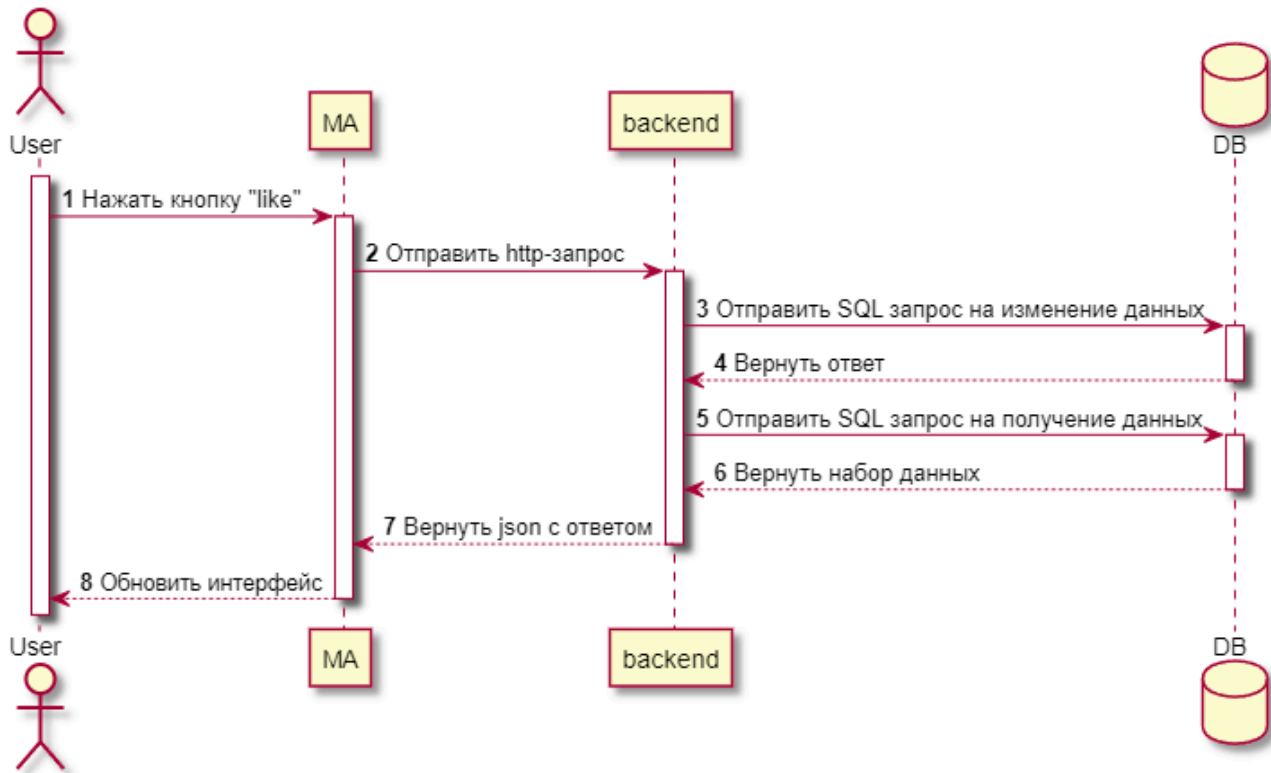 User
MA
backend
DB
1 Нажать кнопку "like"
2 Отправить http-запрос
3 Отправить SQL запрос на изменение данных
4 Вернуть ответ
5 Отправить SQL запрос на получение данных
6 Вернуть набор данных
7 Вернуть json с ответом
8 Обновить интерфейс
User
MA
backend
DB